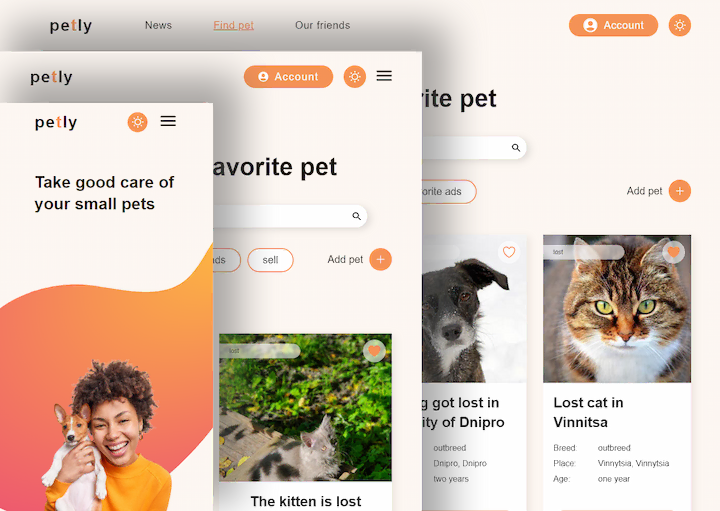 petly
News
Find pet
Our friends
Account
petly
Account
rite pet
petly
Take good care of
your small pets
avorite pet
orite ads
Add pet
ads
sell
Add pet
lost
lost
g got lost in
ity of Dnipro
outbreed
Dnipro, Dnipro
two years
Lost cat in
Vinnitsa
Breed: outbreed
Place: Vinnytsia, Vinnytsia
Age: one year
The kitten is lost